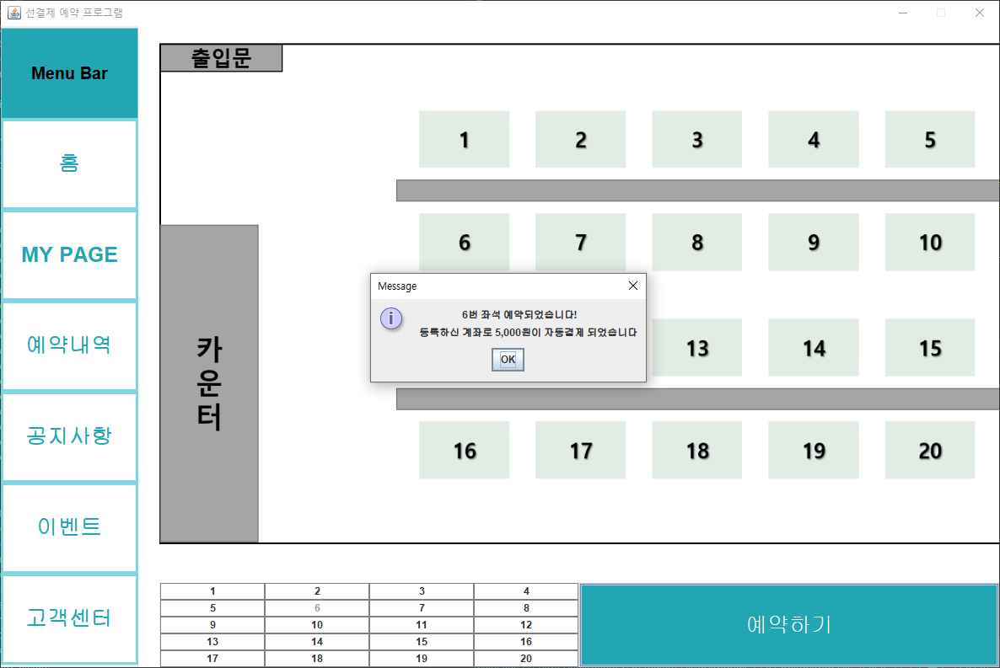 선결제 예약 프로그램
Menu Bar
홈
MY PAGE
예약내역
공지사항
이벤트
고객센터
출입문
카
운
터
1 2 3 4 5
6 7 8 9 10
13 14 15
16 17 18 19 20
Message
6번 좌석 예약되었습니다!
등록하신 계좌로 5,000원이 자동결제 되었습니다
OK
1 2 3 4
5 6 7 8
9 10 11 12
13 14 15 16
17 18 19 20
예약하기